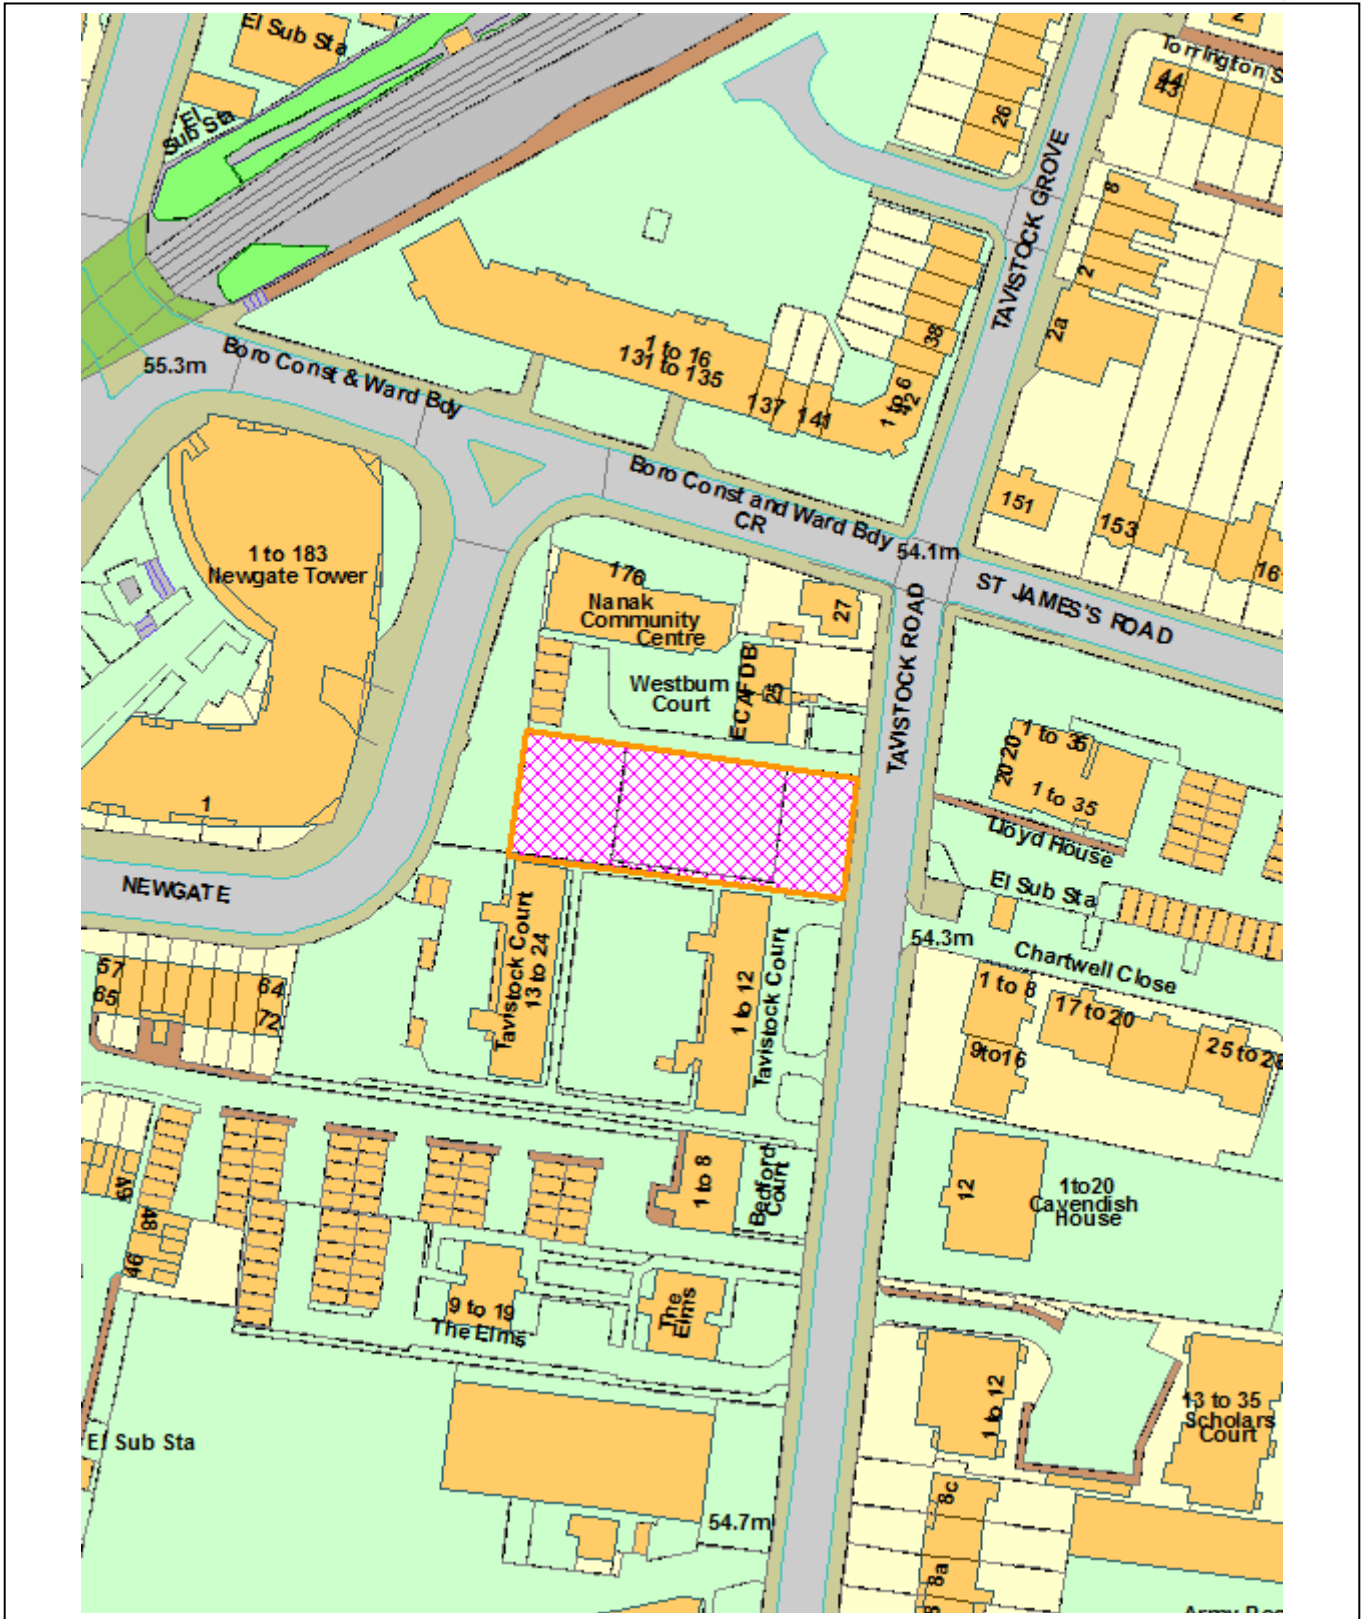 El Sub Sta
2
Torrington S
44
43
26
El
Sub Sta
TAVISTOCK GROVE
8
2
2a
38
1 to 16
131 to 135
137
141
1 to 6
42
55.3m
Boro Const & Ward Bdy
Boro Const and Ward Bdy
CR
54.1m
151
153
16
ST JAMES'S ROAD
1 to 183
Newgate Tower
176
Nanak
Community
Centre
27
TAVISTOCK ROAD
Westburn
Court
E C A F D B
25
1 to 35
20 20
1 to 35
Lloyd House
1
NEWGATE
El Sub Sta
54.3m
Chartwell Close
Tavistock Court
13 to 24
1 to 12
Tavistock Court
1 to 8
17 to 20
9to16
25 to 28
57
65
64
72
1 to 8
Bedford
Court
12
1to20
Cavendish
House
49
48
46
9 to 19
The Elms
The
Elms
1 to 12
13 to 35
Scholars
Court
El Sub Sta
54.7m
8c
8a
8